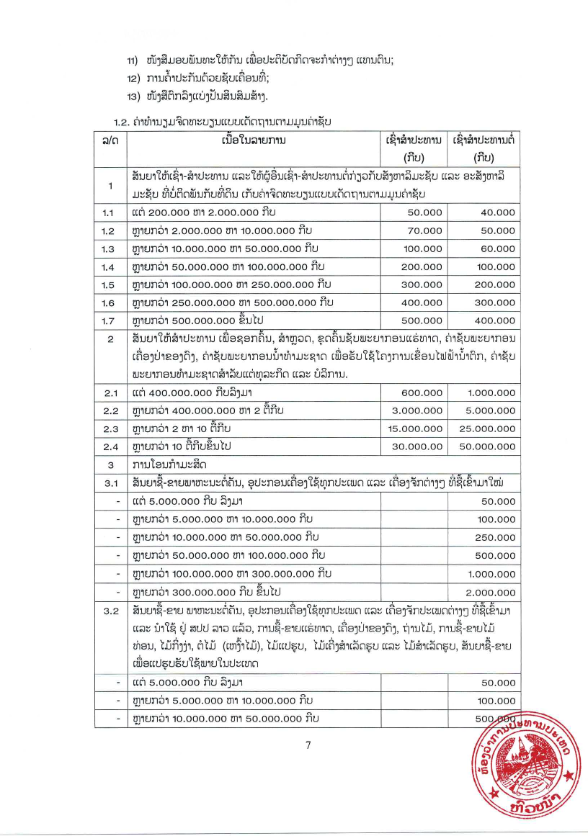 11) ໜັງສືມອບພັນທະໃຫ້ກັນ ເພື່ອປະຕິບັດກິດຈະກຳຕ່າງໆ ແທນຕົນ;
12) ການຄ້ຳປະກັນດ້ວຍຊັບເຄື່ອນທີ່;
13) ໜັງສືຕົກລົງແບ່ງປັນສິນສົມສ້າງ.
1.2. ຄ່າທຳນຽມຈົດທະບຽນແບບເດັດຖານຕາມມູນຄ່າຊັບ
ລ/ດ ເນື້ອໃນລາຍການ ເຊົ່າສຳປະທານ ເຊົ່າສຳປະທານຕໍ່
(ກີບ) (ກີບ)
1 ສັນຍາໃຫ້ເຊົ່າ-ສຳປະທານ ແລະໃຫ້ຜູ້ອື່ນເຊົ່າ-ສຳປະທານຕໍ່ກ່ຽວກັບສັງຫາລິມະຊັບ ແລະ ອະສັງຫາລິ
ມະຊັບ ທີ່ບໍ່ຕິດພັນກັບທີ່ດິນ ເກັບຄ່າຈົດທະບຽນແບບເດັດຖານຕາມມູນຄ່າຊັບ
1.1 ແຕ່ 200.000 ຫາ 2.000.000 ກີບ 50.000 40.000
1.2 ຫຼາຍກວ່າ 2.000.000 ຫາ 10.000.000 ກີບ 70.000 50.000
1.3 ຫຼາຍກວ່າ 10.000.000 ຫາ 50.000.000 ກີບ 100.000 60.000
1.4 ຫຼາຍກວ່າ 50.000.000 ຫາ 100.000.000 ກີບ 200.000 100.000
1.5 ຫຼາຍກວ່າ 100.000.000 ຫາ 250.000.000 ກີບ 300.000 200.000
1.6 ຫຼາຍກວ່າ 250.000.000 ຫາ 500.000.000 ກີບ 400.000 300.000
1.7 ຫຼາຍກວ່າ 500.000.000 ຂຶ້ນໄປ 500.000 400.000
2 ສັນຍາໃຫ້ສຳປະທານ ເພື່ອຊອກຄົ້ນ, ສຳຫຼວດ, ຂຸດຄົ້ນຊັບພະຍາກອນແຮ່ທາດ, ຄ່າຊັບພະຍາກອນ
ເຄື່ອງປ່າຂອງດົງ, ຄ່າຊັບພະຍາກອນນ້ຳທຳມະຊາດ ເພື່ອຮັບໃຊ້ໂຄງການເຂື່ອນໄຟຟ້ານ້ຳຕົກ, ຄ່າຊັບ
ພະຍາກອນທຳມະຊາດສຳລັບແຕ່ທຸລະກິດ ແລະ ບໍລິການ.
2.1 ແຕ່ 400.000.000 ກີບລົງມາ 600.000 1.000.000
2.2 ຫຼາຍກວ່າ 400.000.000 ຫາ 2 ຕື້ກີບ 3.000.000 5.000.000
2.3 ຫຼາຍກວ່າ 2 ຫາ 10 ຕື້ກີບ 15.000.000 25.000.000
2.4 ຫຼາຍກວ່າ 10 ຕື້ກີບຂຶ້ນໄປ 30.000.00 50.000.000
3 ການໂອນກຳມະສິດ
3.1 ສັນຍາຊື້-ຂາຍພາຫະນະຕໍ່ຄັນ, ອຸປະກອນເຄື່ອງໃຊ້ທຸກປະເພດ ແລະ ເຄື່ອງຈັກຕ່າງໆ ທີ່ຊື້ເຂົ້າມາໃໝ່
- ແຕ່ 5.000.000 ກີບ ລົງມາ 50.000
- ຫຼາຍກວ່າ 5.000.000 ຫາ 10.000.000 ກີບ 100.000
- ຫຼາຍກວ່າ 10.000.000 ຫາ 50.000.000 ກີບ 250.000
- ຫຼາຍກວ່າ 50.000.000 ຫາ 100.000.000 ກີບ 500.000
- ຫຼາຍກວ່າ 100.000.000 ຫາ 300.000.000 ກີບ 1.000.000
- ຫຼາຍກວ່າ 300.000.000 ກີບ ຂຶ້ນໄປ 2.000.000
3.2 ສັນຍາຊື້-ຂາຍ ພາຫະນະຕໍ່ຄັນ, ອຸປະກອນເຄື່ອງໃຊ້ທຸກປະເພດ ແລະ ເຄື່ອງຈັກປະເພດຕ່າງໆ ທີ່ຊື້ເຂົ້າມາ
ແລະ ນຳໃຊ້ ຢູ່ ສປປ ລາວ ແລ້ວ, ການຊື້-ຂາຍແຮ່ທາດ, ເຄື່ອງປ່າຂອງດົງ, ຖ່ານໄມ້, ການຊື້-ຂາຍໄມ້
ທ່ອນ, ໄມ້ກິ່ງງ່າ, ຕໍໄມ້ (ເຫງົ້າໄມ້), ໄມ້ແປຮູບ, ໄມ້ເຄິ່ງສຳເລັດຮູບ ແລະ ໄມ້ສຳເລັດຮູບ, ສັນຍາຊື້-ຂາຍ
ເພື່ອແປຮູບຮັບໃຊ້ພາຍໃນປະເທດ
- ແຕ່ 5.000.000 ກີບ ລົງມາ 50.000
- ຫຼາຍກວ່າ 5.000.000 ຫາ 10.000.000 ກີບ 100.000
- ຫຼາຍກວ່າ 10.000.000 ຫາ 50.000.000 ກີບ 500.000
7
ຫ້ອງວ່າການປະທານປະເທດ
ຫົວໜ້າ